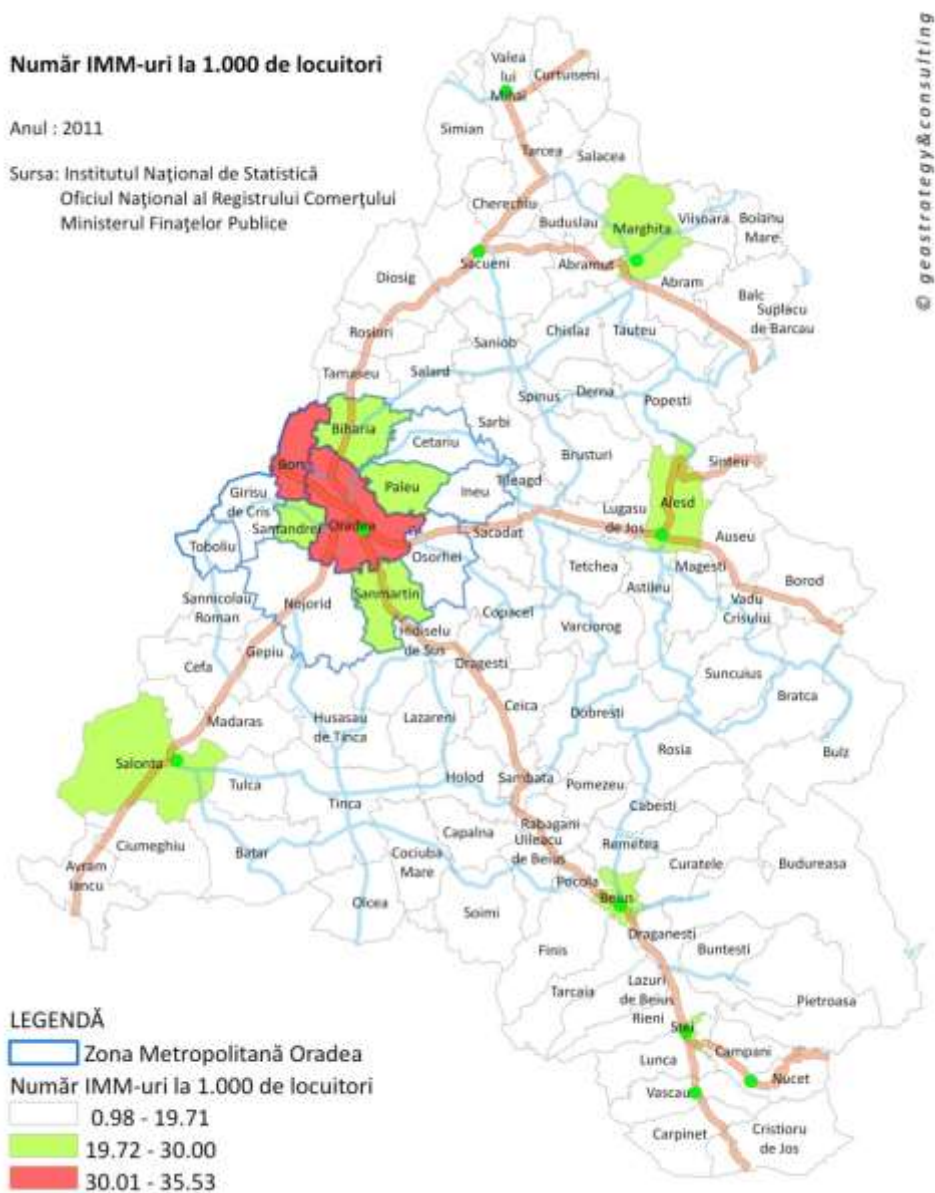 Număr IMM-uri la 1.000 de locuitori
Anul : 2011
Sursa: Institutul Național de Statistică
Oficiul Național al Registrului Comerțului
Ministerul Finațelor Publice
© geostrategy&consulting
Valea
lui
Mihai
Curtuiseni
Simian
Tarcea
Salacea
Cherechiu
Buduslau
Marghita
Viisoara
Boianu
Mare
Sacueni
Abramut
Abram
Diosig
Balc
Suplacu
de Barcau
Rosiori
Saniob
Chislaz
Tauteu
Tamaseu
Salard
Spinus
Derna
Popesti
Biharia
Cetariu
Sarbi
Brusturi
Sinteu
Bors
Paleu
Ineu
Tileagd
Girisu
de Cris
Santandrei
Oradea
Lugasu
de Jos
Alesd
Toboliu
Osorhei
Sacadat
Auseu
Tetchea
Magesti
Astileu
Borod
Sannicolau
Roman
Nojorid
Sanmartin
Copacel
Vadu
Crisului
Hidiselu
de Sus
Varciorog
Cefa
Gepiu
Dragesti
Suncuius
Bratca
Madaras
Husasau
de Tinca
Lazareni
Ceica
Dobresti
Rosia
Bulz
Salonta
Tulca
Tinca
Holod
Sambata
Pomezeu
Cabesti
Ciumeghiu
Batar
Capalna
Rabagani
Uileacu
de Beius
Remetea
Avram
Iancu
Cociuba
Mare
Curatele
Budureasa
Olcea
Soimi
Pocola
Beius
Draganesti
Finis
Buntesti
Tarcaia
Lazuri
de Beius
Rieni
Pietroasa
Stei
Campani
Lunca
Nucet
Vascau
Carpinet
Cristioru
de Jos
LEGENDĂ
Zona Metropolitană Oradea
Număr IMM-uri la 1.000 de locuitori
0.98 - 19.71
19.72 - 30.00
30.01 - 35.53